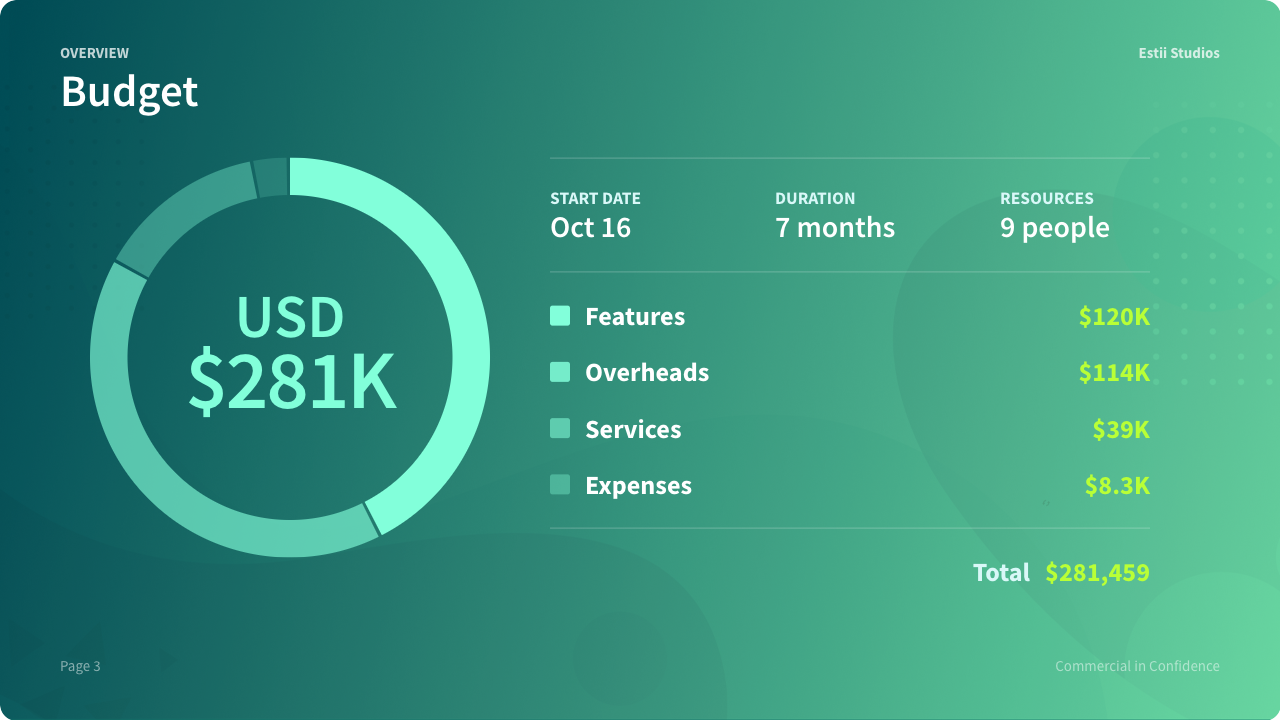 OVERVIEW
Estii Studios
Budget
USD
$281K
START DATE
Oct 16
DURATION
7 months
RESOURCES
9 people
Features $120K
Overheads $114K
Services $39K
Expenses $8.3K
Total $281,459
Page 3
Commercial in Confidence